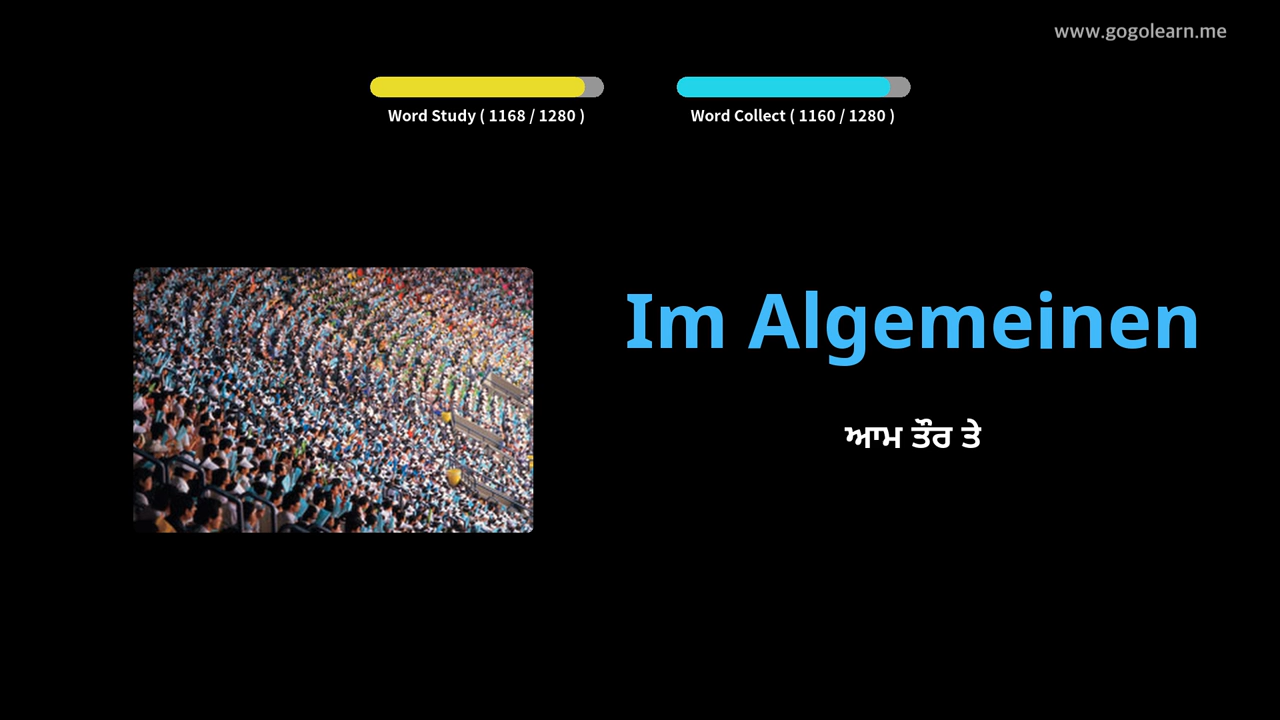 www.gogolearn.me
Word Study ( 1168 / 1280 )
Word Collect ( 1160 / 1280 )
Im Algemeinen
ਆਮ ਤੌਰ ਤੇ